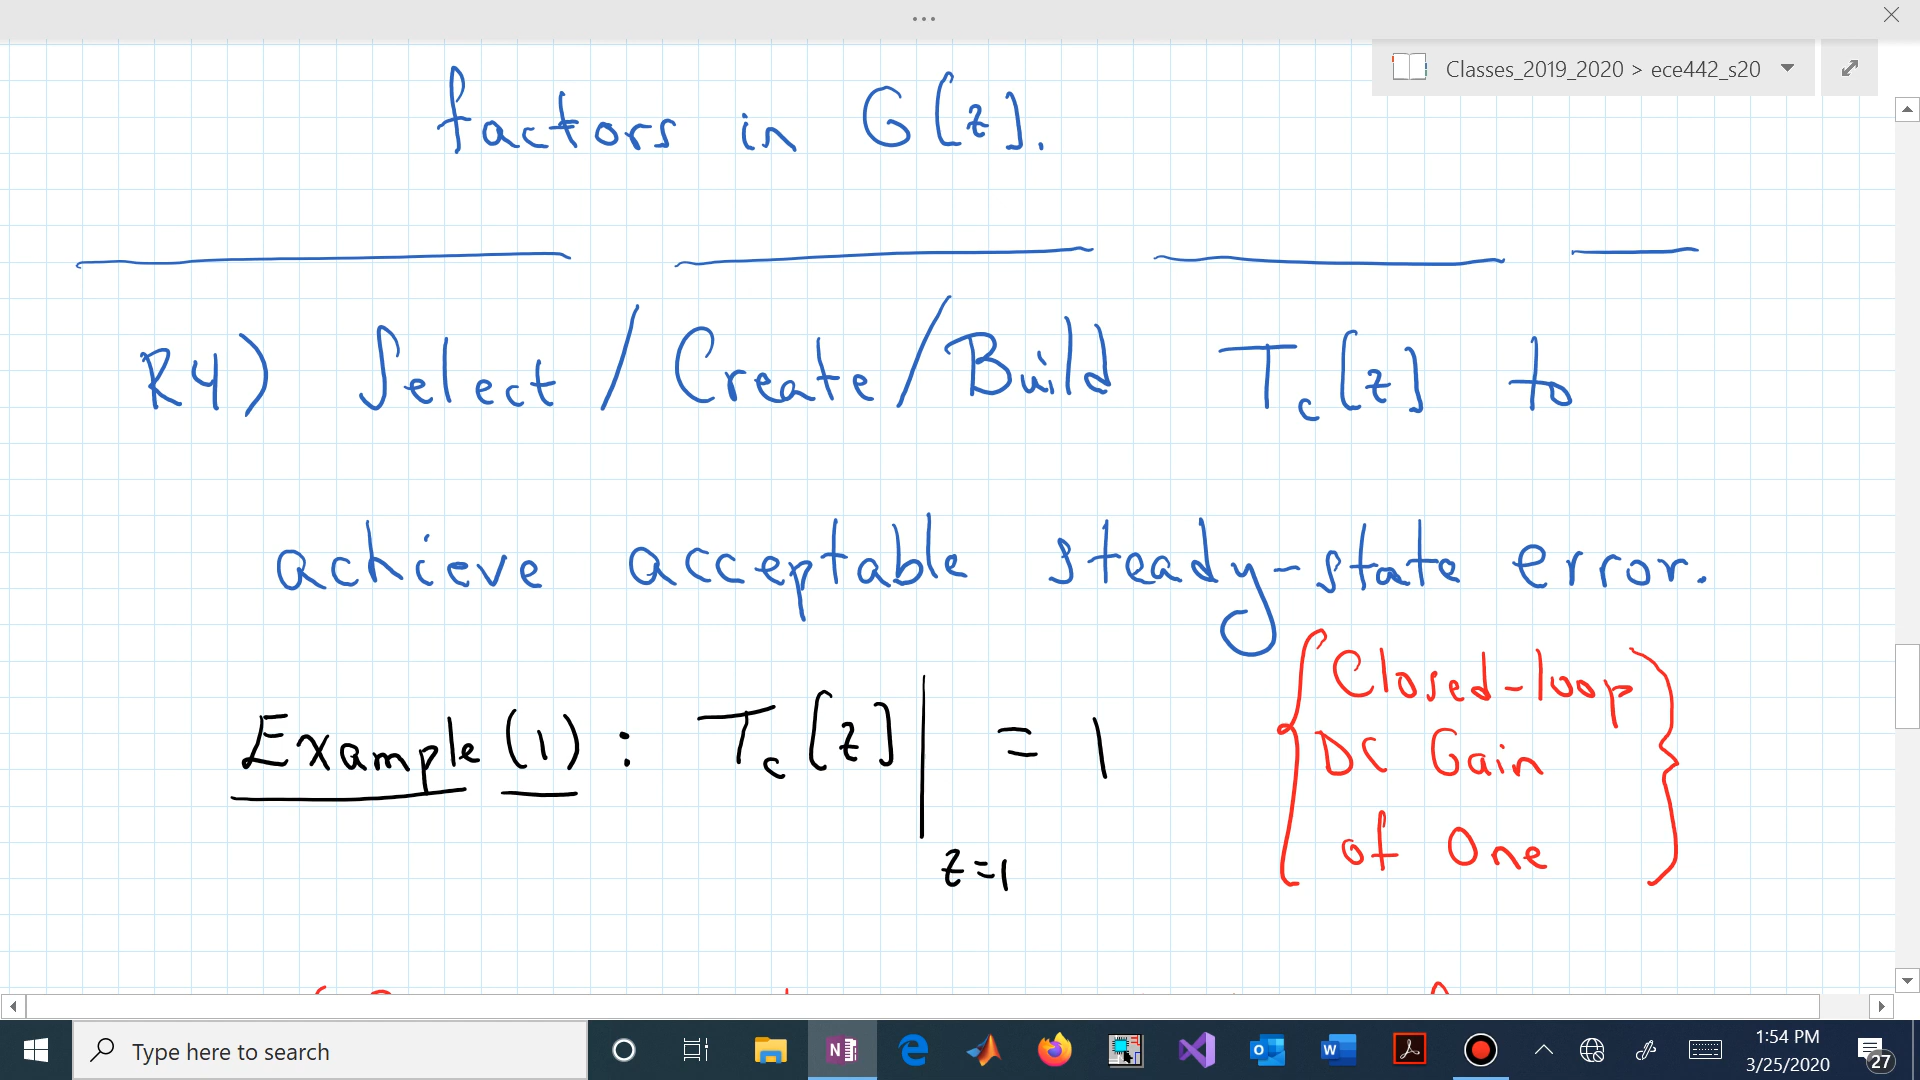 Classes_2019_2020 > ece442_s20
factors in G[z].
R4) Select / Create / Build T_c[z] to
achieve acceptable steady-state error.
Example (1): T_c[z]|_{z=1} = 1
{Closed-loop
DC Gain
of One}
Type here to search
1:54 PM
3/25/2020
27